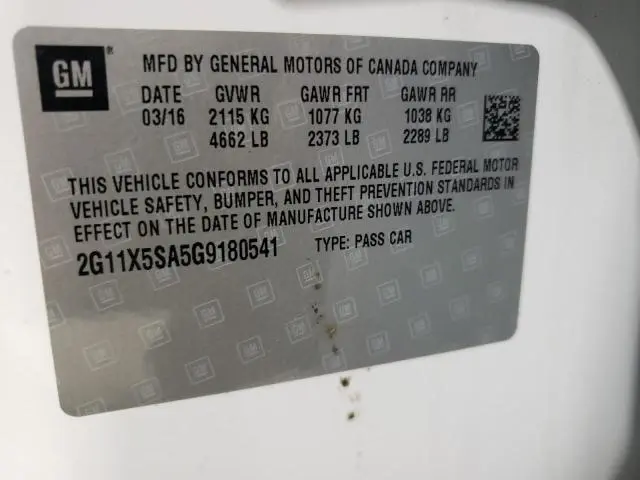 GM
MFD BY GENERAL MOTORS OF CANADA COMPANY
DATE GVWR GAWR FRT GAWR RR
03/16 2115 KG 1077 KG 1038 KG
4662 LB 2373 LB 2289 LB
THIS VEHICLE CONFORMS TO ALL APPLICABLE U.S. FEDERAL MOTOR
VEHICLE SAFETY, BUMPER, AND THEFT PREVENTION STANDARDS IN
EFFECT ON THE DATE OF MANUFACTURE SHOWN ABOVE.
2G11X5SA5G9180541 TYPE: PASS CAR